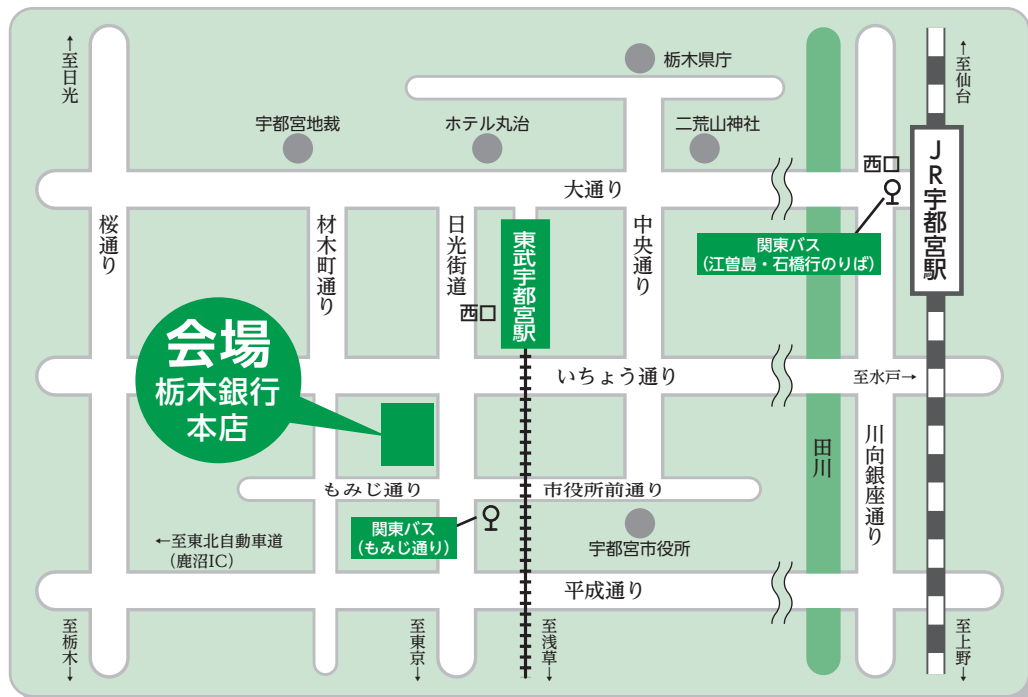 ↑至日光
栃木県庁
↑至仙台
宇都宮地裁
ホテル丸治
二荒山神社
西口
JR宇都宮駅
大通り
桜通り
材木町通り
日光街道
東武宇都宮駅
中央通り
関東バス
(江曽島・石橋行のりば)
西口
会場
栃木銀行
本店
いちょう通り
至水戸→
田川
川向銀座通り
もみじ通り
市役所前通り
関東バス
(もみじ通り)
宇都宮市役所
←至東北自動車道
(鹿沼IC)
平成通り
至栃木↓
至東京↓
至浅草↓
至上野↓